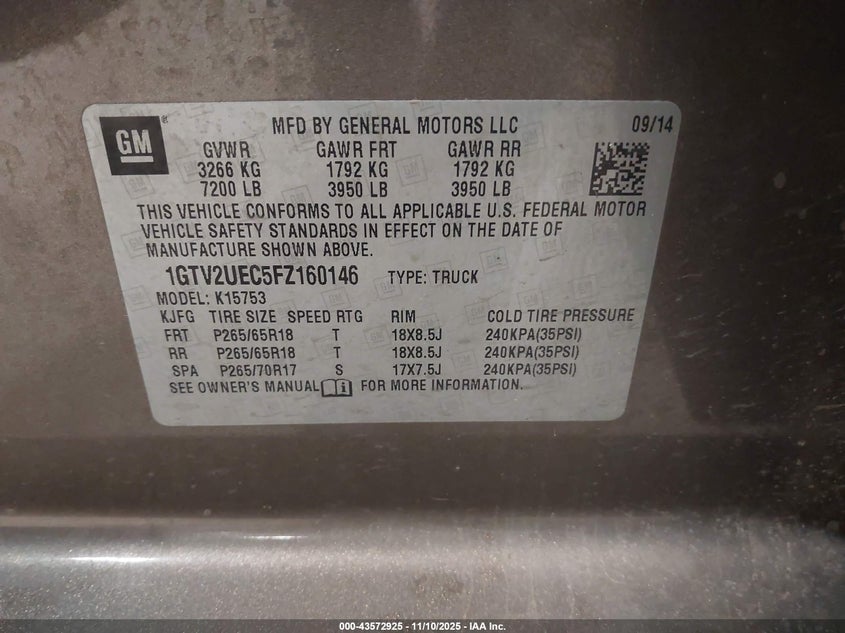 GM
MFD BY GENERAL MOTORS LLC 09/14
GVWR GAWR FRT GAWR RR
3266 KG 1792 KG 1792 KG
7200 LB 3950 LB 3950 LB
THIS VEHICLE CONFORMS TO ALL APPLICABLE U.S. FEDERAL MOTOR
VEHICLE SAFETY STANDARDS IN EFFECT ON THE DATE OF
MANUFACTURE SHOWN ABOVE.
1GTV2UEC5FZ160146 TYPE: TRUCK
MODEL: K15753
KJFG TIRE SIZE SPEED RTG RIM COLD TIRE PRESSURE
FRT P265/65R18 T 18X8.5J 240KPA(35PSI)
RR P265/65R18 T 18X8.5J 240KPA(35PSI)
SPA P265/70R17 S 17X7.5J 240KPA(35PSI)
SEE OWNER'S MANUAL FOR MORE INFORMATION.
000-43572925 - 11/10/2025 - IAA Inc.